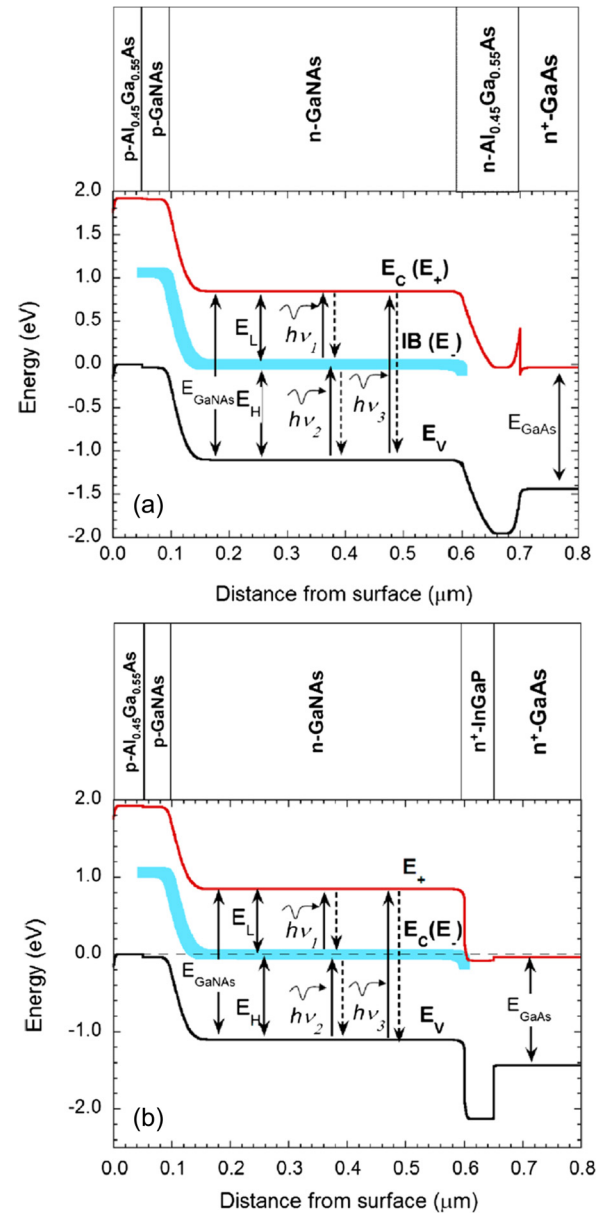 p-Al0.45Ga0.55As
p-GaNAs
n-GaNAs
n-Al0.45Ga0.55As
n+-GaAs
2.0
1.5
1.0
0.5
0.0
-0.5
-1.0
-1.5
-2.0
Energy (eV)
EC (E+)
IB (E-)
EV
EL
EH
EGaNAs
hν1
hν2
hν3
EGaAs
(a)
0.0 0.1 0.2 0.3 0.4 0.5 0.6 0.7 0.8
Distance from surface (μm)
p-Al0.45Ga0.55As
p-GaNAs
n-GaNAs
n+-InGaP
n+-GaAs
2.0
1.0
0.0
-1.0
-2.0
Energy (eV)
E+
EC(E-)
EV
EL
EH
EGaNAs
hν1
hν2
hν3
EGaAs
(b)
0.0 0.1 0.2 0.3 0.4 0.5 0.6 0.7 0.8
Distance from surface (μm)